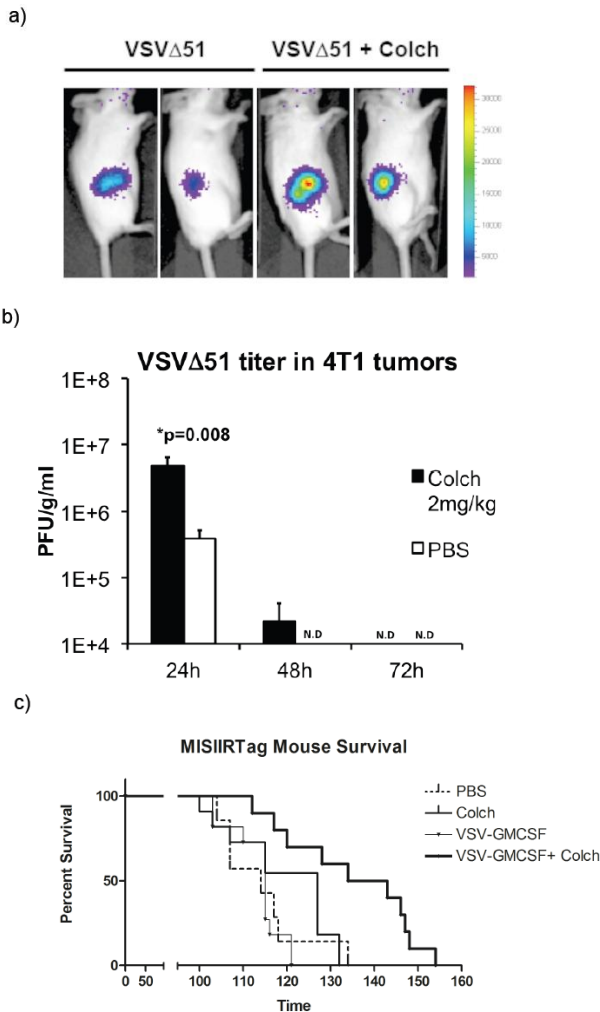 a)
VSVΔ51 VSVΔ51 + Colch
30000
24000
16000
10000
5000
b)
VSVΔ51 titer in 4T1 tumors
1E+8
1E+7
1E+6
1E+5
1E+4
PFU/g/ml
*p=0.008
N.D
N.D N.D
24h 48h 72h
Colch
2mg/kg
PBS
c)
MISIIRTag Mouse Survival
Percent Survival
100
50
0
0 50 100 110 120 130 140 150 160
Time
PBS
Colch
VSV-GMCSF
VSV-GMCSF+ Colch